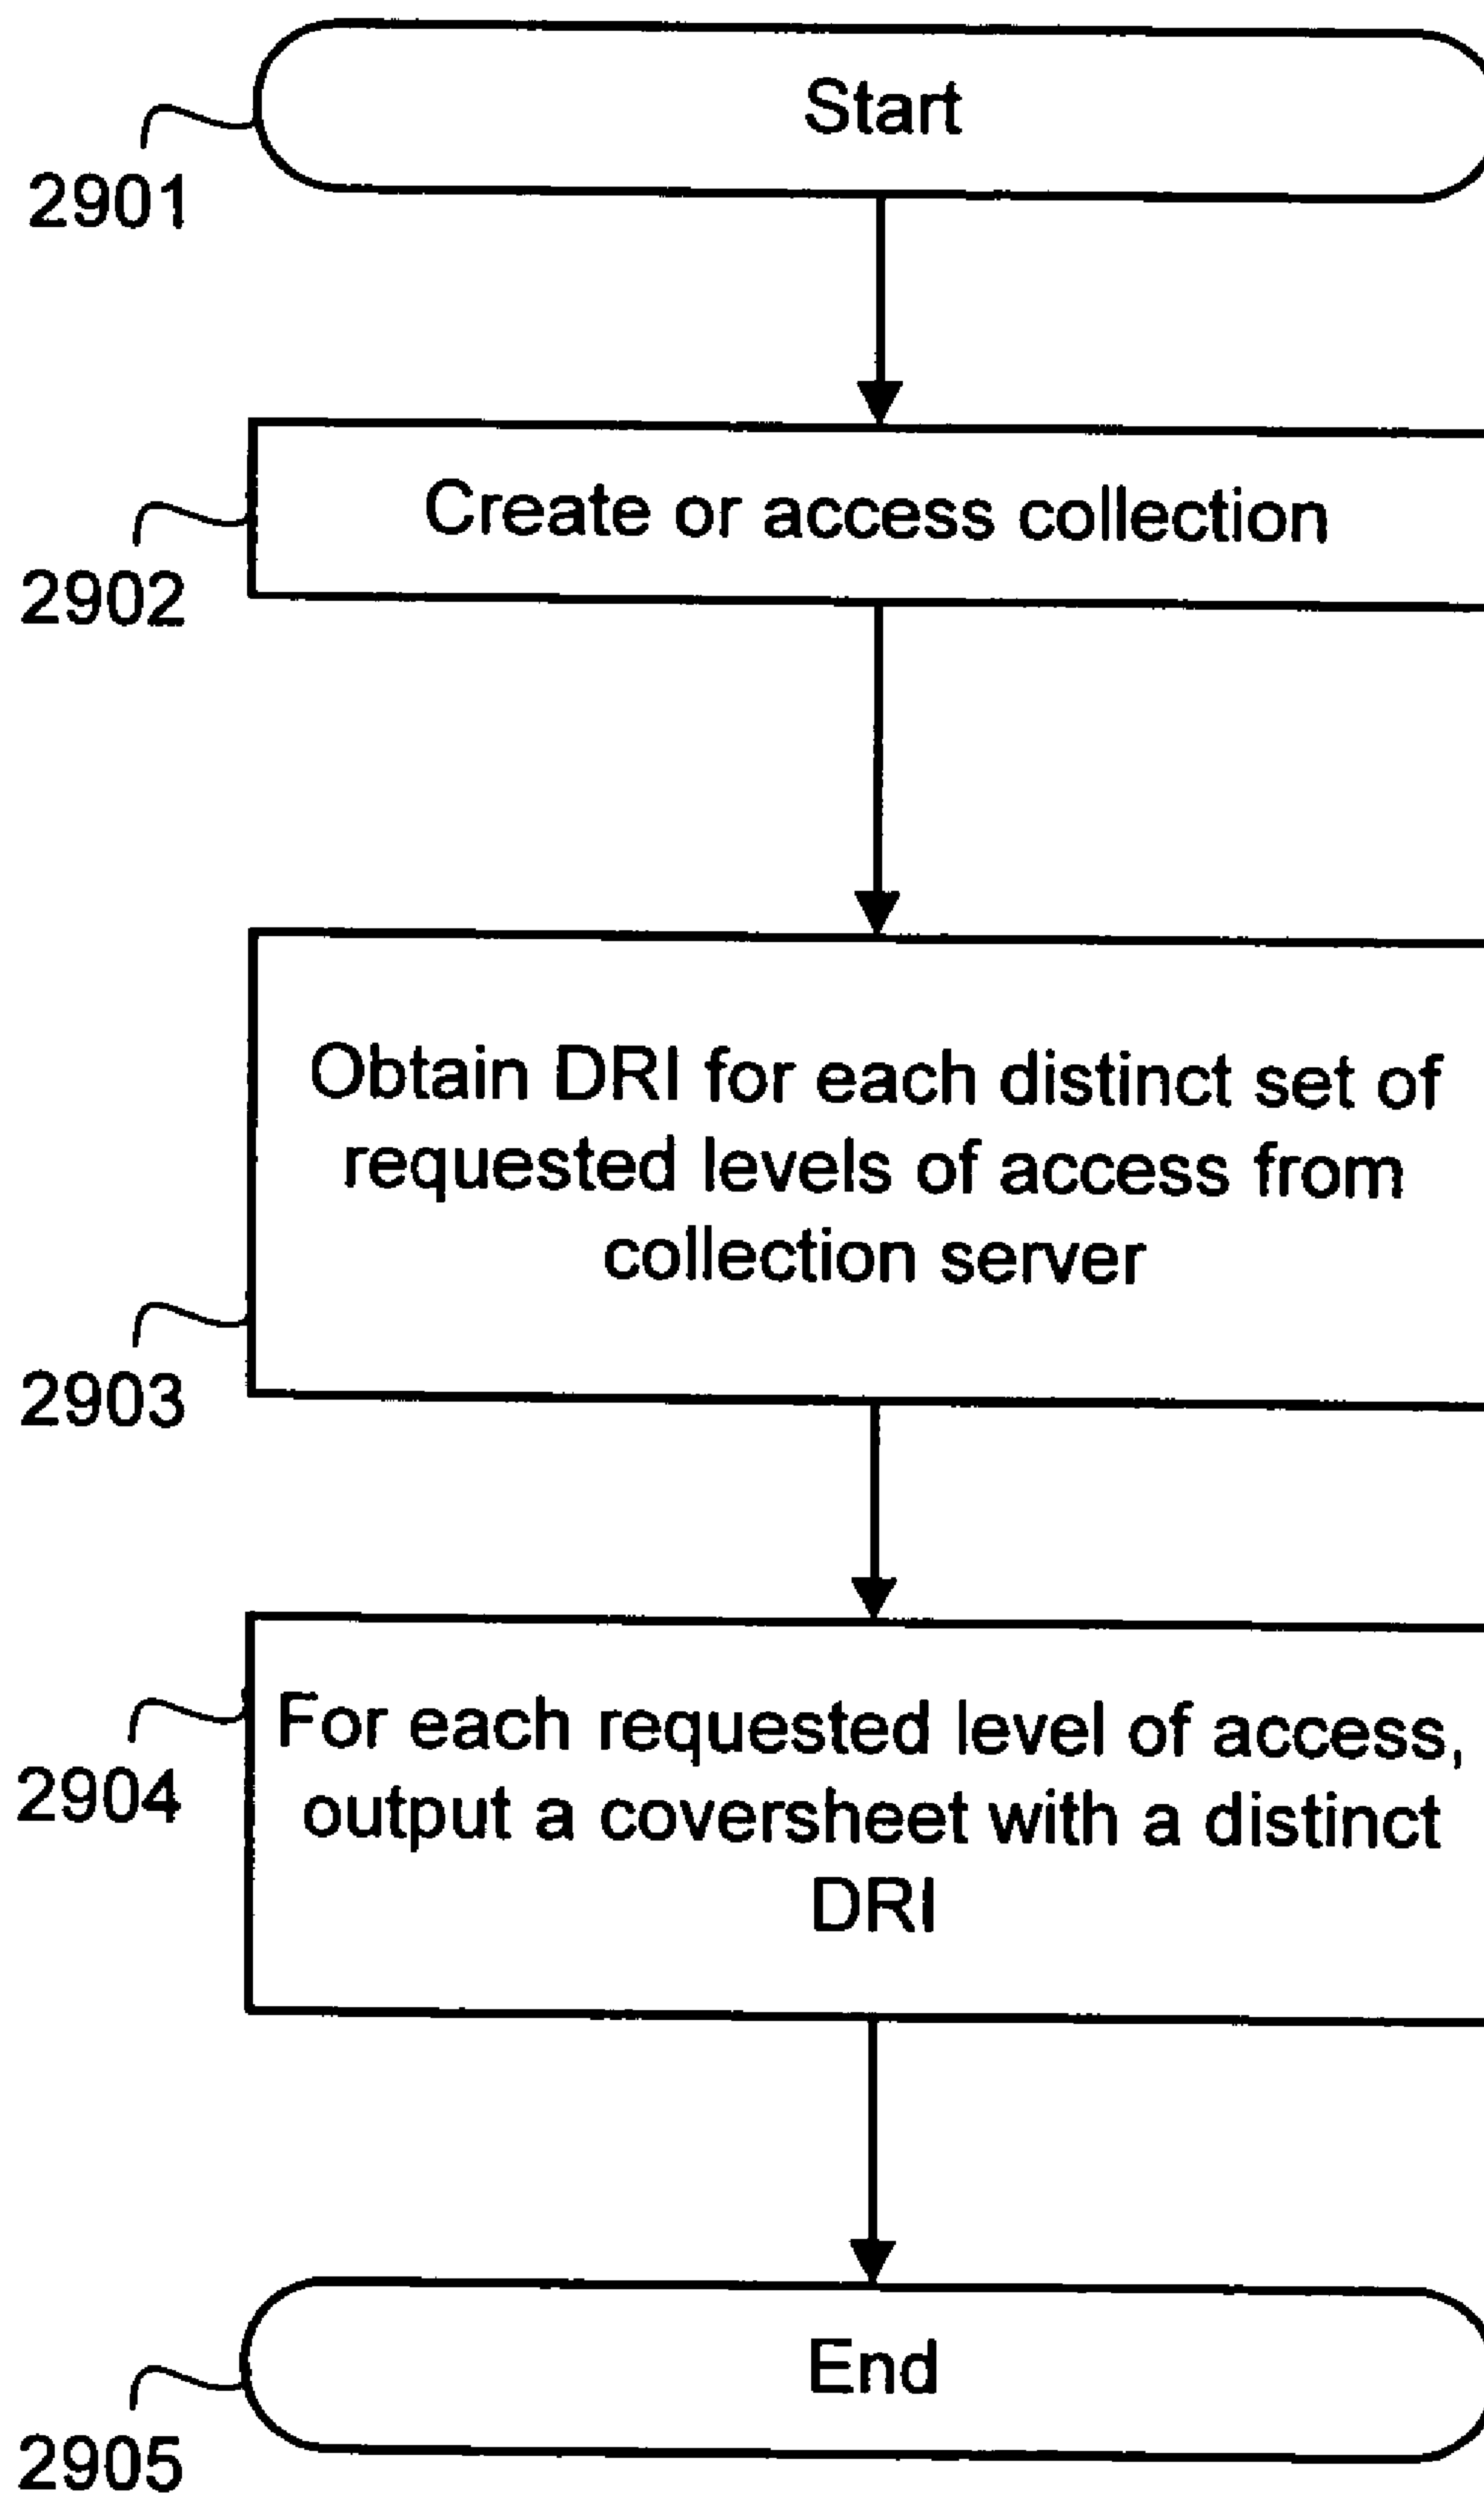 Start
2901
Create or access collection
2902
Obtain DRI for each distinct set of
requested levels of access from
collection server
2903
For each requested level of access,
output a coversheet with a distinct
DRI
2904
End
2905